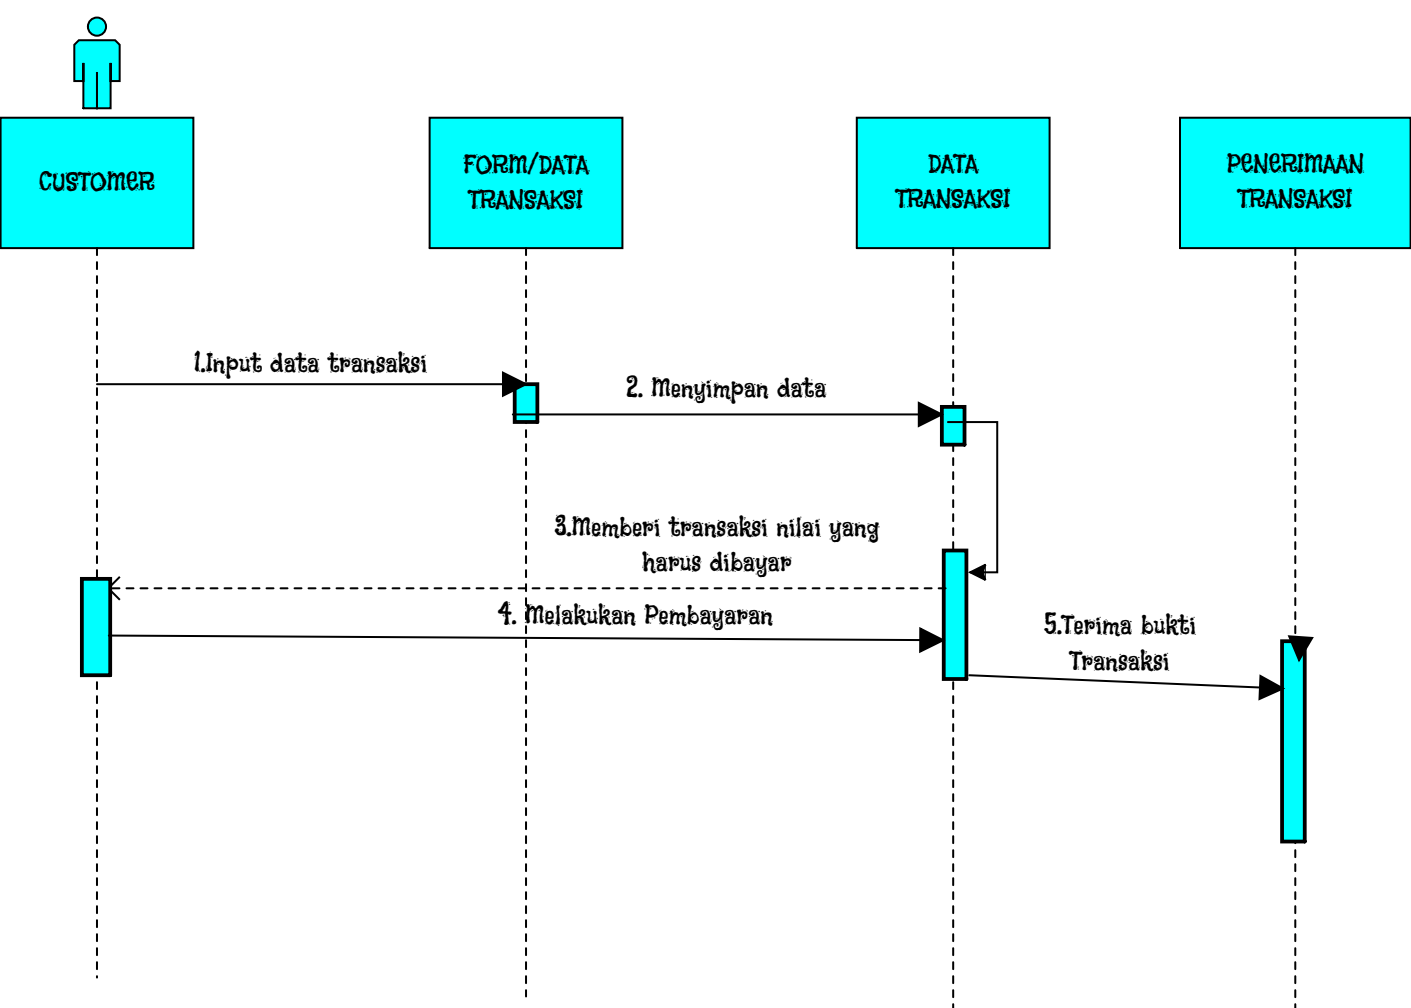 CUSTOMER
FORM/DATA
TRANSAKSI
DATA
TRANSAKSI
PENERIMAAN
TRANSAKSI
1.Input data transaksi
2. Menyimpan data
3.Memberi transaksi nilai yang
harus dibayar
4. Melakukan Pembayaran
5.Terima bukti
Transaksi